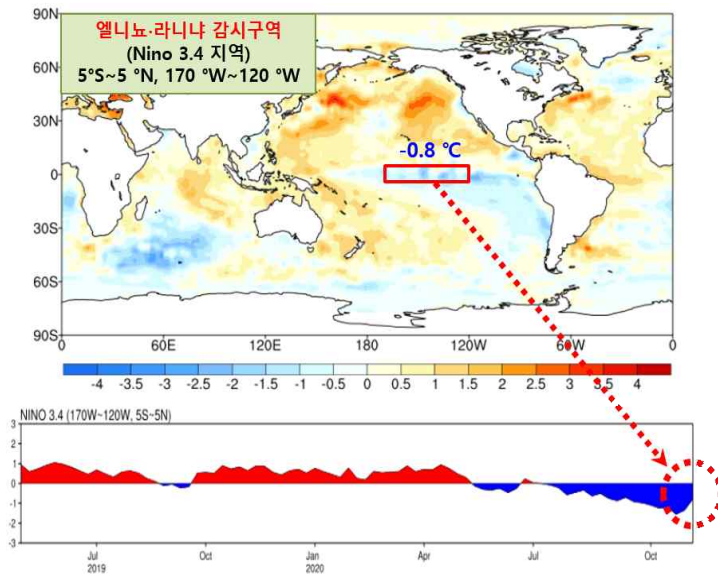 90N
엘니뇨·라니냐 감시구역
(Nino 3.4 지역)
5°S~5 °N, 170 °W~120 °W
60N
30N
-0.8 ℃
0
30S
60S
90S
0 60E 120E 180 120W 60W 0
-4 -3.5 -3 -2.5 -2 -1.5 -1 -0.5 0 0.5 1 1.5 2 2.5 3 3.5 4
NINO 3.4 (170W~120W, 5S~5N)
3
2
1
0
-1
-2
-3
Jul Oct Jan Apr Jul Oct
2019 2020